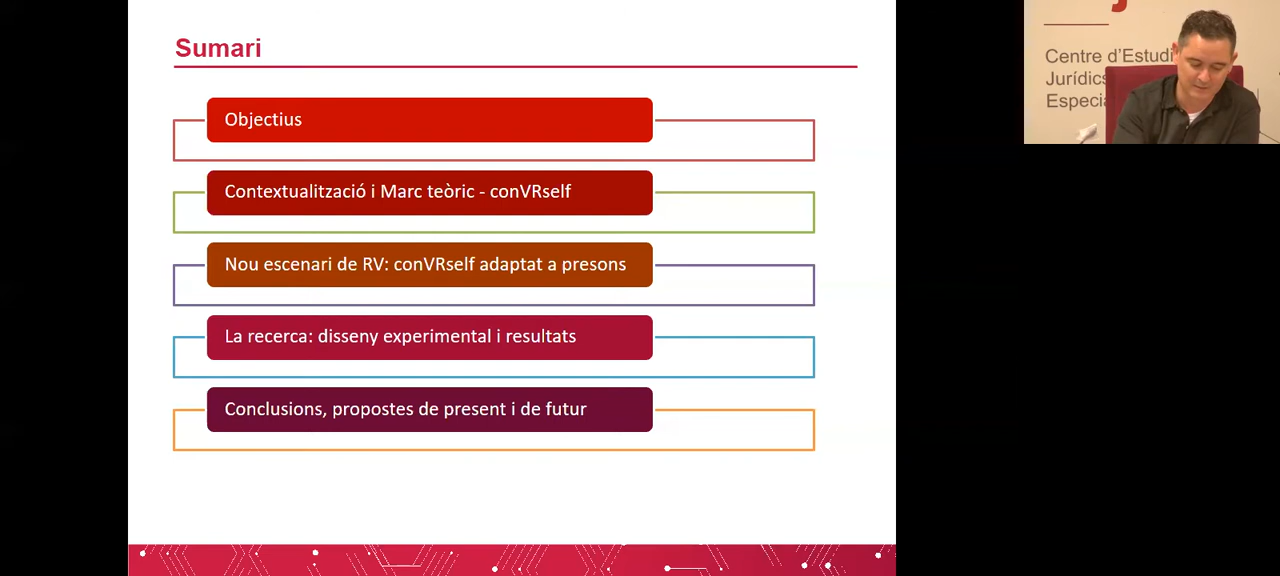 Sumari
Objectius
Contextualització i Marc teòric - conVRself
Nou escenari de RV: conVRself adaptat a presons
La recerca: disseny experimental i resultats
Conclusions, propostes de present i de futur
Centre d'Estudi
Jurídics
Especia